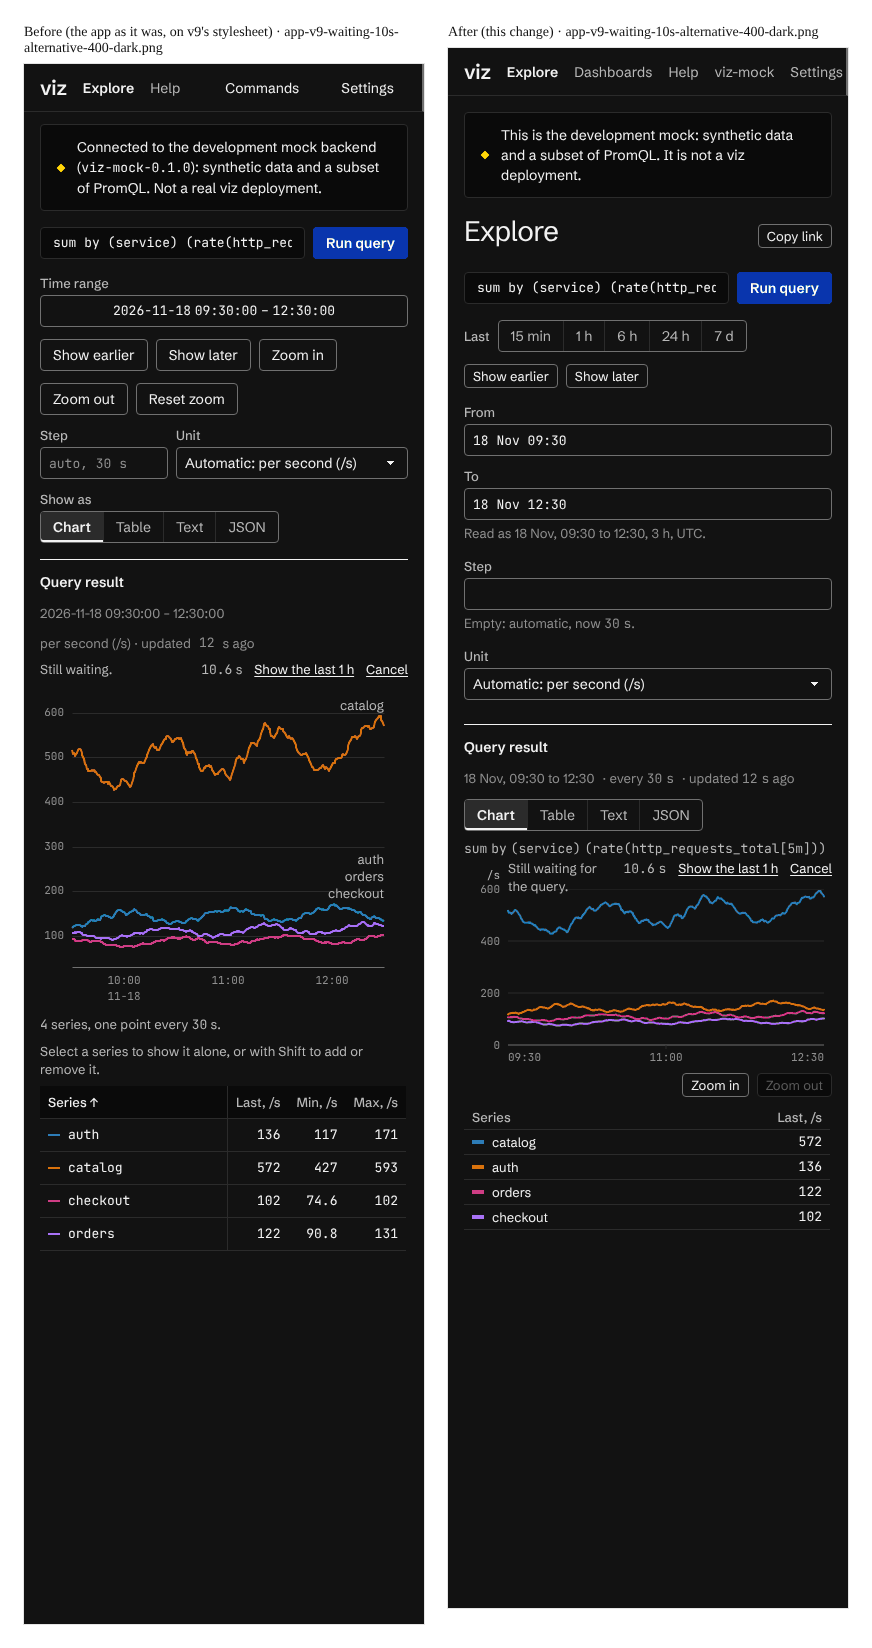 Before (the app as it was, on v9's stylesheet) · app-v9-waiting-10s-
alternative-400-dark.png
viz Explore Help Commands Settings
Connected to the development mock backend
(viz-mock-0.1.0): synthetic data and a subset
of PromQL. Not a real viz deployment.
sum by (service) (rate(http_rec Run query
Time range
2026-11-18 09:30:00 – 12:30:00
Show earlier Show later Zoom in
Zoom out Reset zoom
Step Unit
auto, 30 s Automatic: per second (/s)
Show as
Chart Table Text JSON
Query result
2026-11-18 09:30:00 – 12:30:00
per second (/s) · updated 12 s ago
Still waiting. 10.6 s Show the last 1 h Cancel
catalog
600
500
400
300
auth
orders
200
checkout
100
10:00 11:00 12:00
11-18
4 series, one point every 30 s.
Select a series to show it alone, or with Shift to add or
remove it.
Series ↑ Last, /s Min, /s Max, /s
auth 136 117 171
catalog 572 427 593
checkout 102 74.6 102
orders 122 90.8 131
After (this change) · app-v9-waiting-10s-alternative-400-dark.png
viz Explore Dashboards Help viz-mock Settings
This is the development mock: synthetic data
and a subset of PromQL. It is not a viz
deployment.
Explore Copy link
sum by (service) (rate(http_rec Run query
Last 15 min 1 h 6 h 24 h 7 d
Show earlier Show later
From
18 Nov 09:30
To
18 Nov 12:30
Read as 18 Nov, 09:30 to 12:30, 3 h, UTC.
Step
Empty: automatic, now 30 s.
Unit
Automatic: per second (/s)
Query result
18 Nov, 09:30 to 12:30 · every 30 s · updated 12 s ago
Chart Table Text JSON
sum by (service) (rate(http_requests_total[5m]))
/s Still waiting for 10.6 s Show the last 1 h Cancel
the query.
600
400
200
0
09:30 11:00 12:30
Zoom in Zoom out
Series Last, /s
catalog 572
auth 136
orders 122
checkout 102